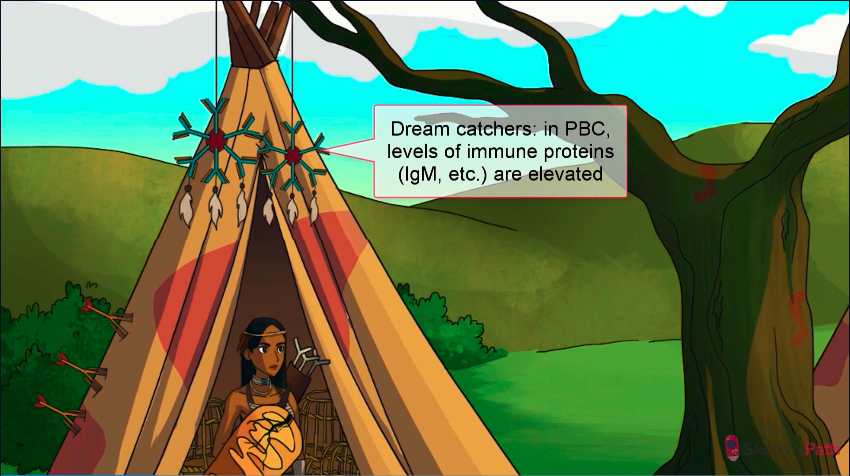 Dream catchers: in PBC,
levels of immune proteins
(IgM, etc.) are elevated